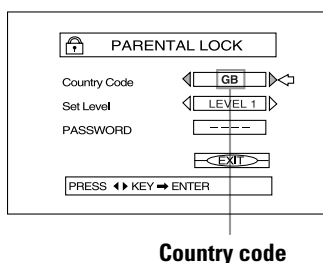 PARENTAL LOCK
Country Code GB
Set Level LEVEL 1
PASSWORD – – – –
EXIT
PRESS ◀ ▶ KEY ➡ ENTER
Country code